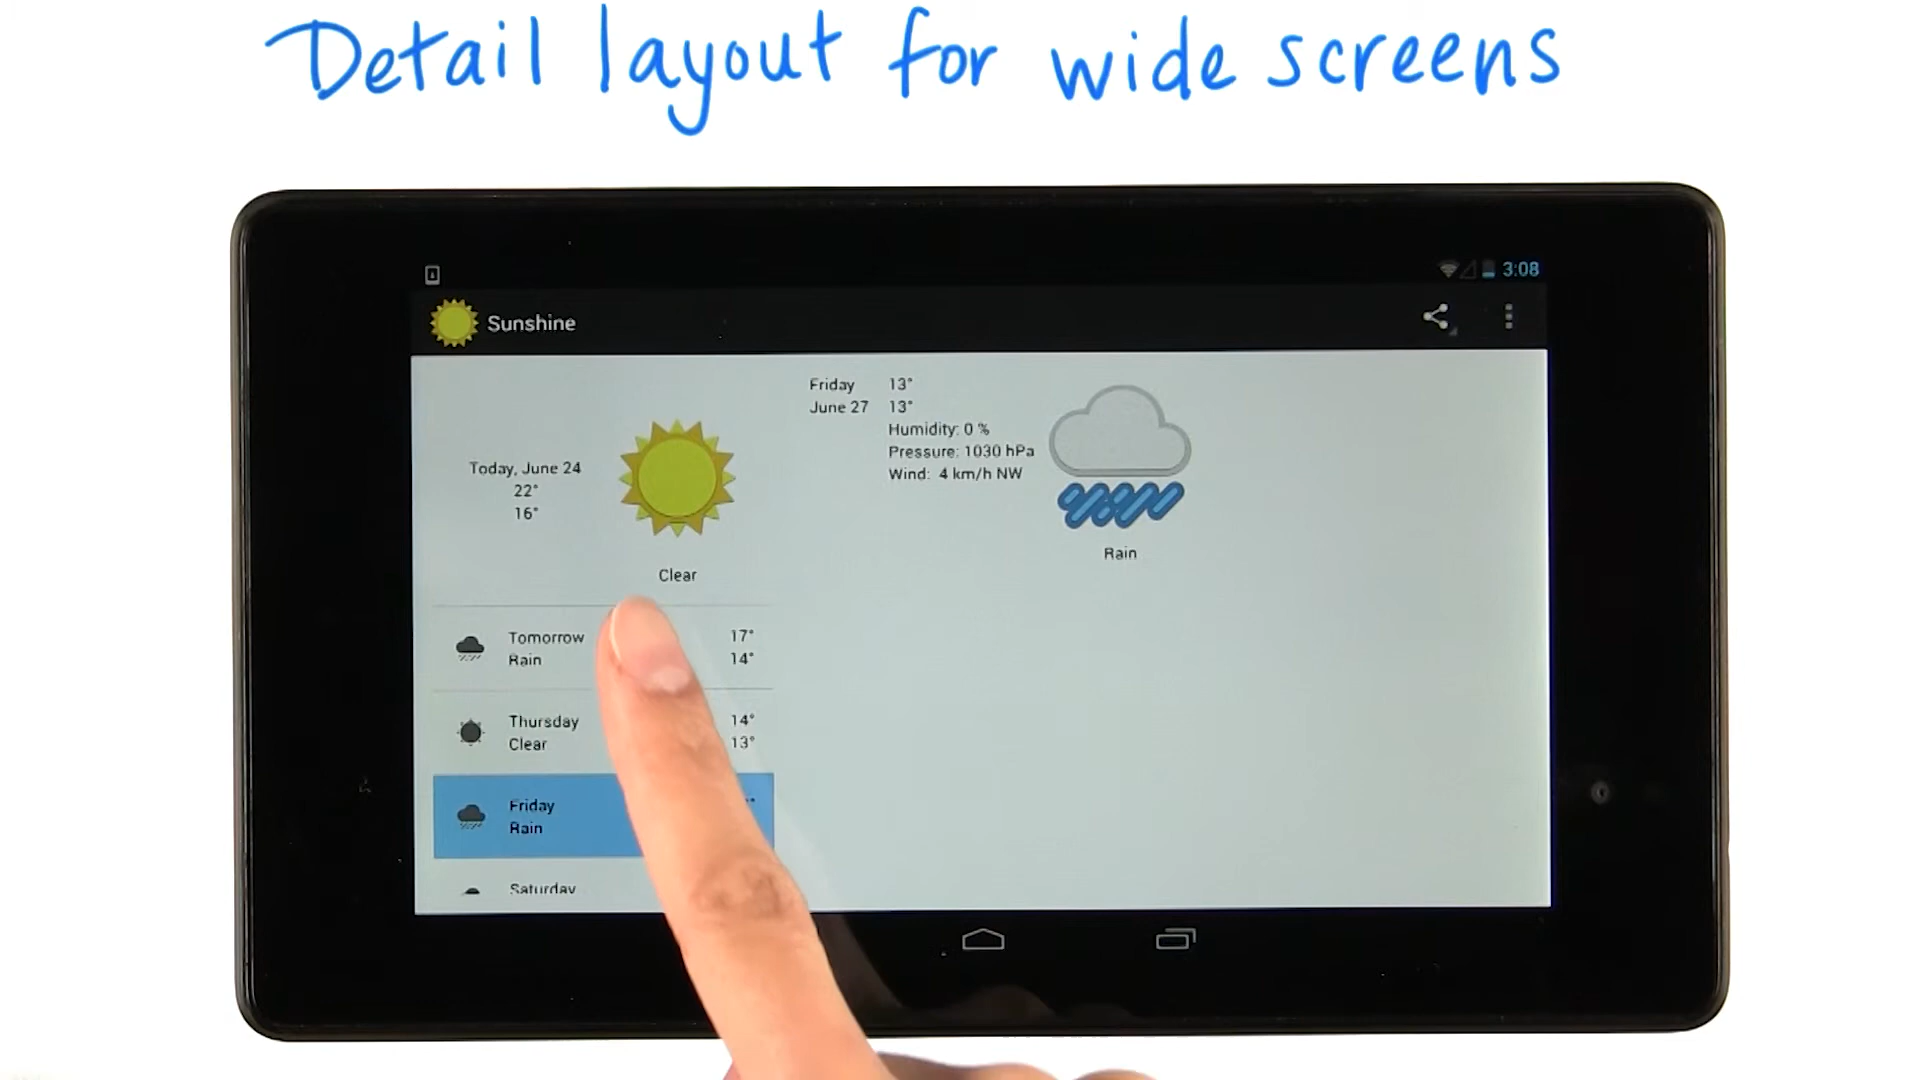 Detail layout for wide screens
3:08
Sunshine
Today, June 24
22°
16°
Clear
Tomorrow 17°
Rain 14°
Thursday 14°
Clear 13°
Friday
Rain
Saturday
Friday 13°
June 27 13°
Humidity: 0 %
Pressure: 1030 hPa
Wind: 4 km/h NW
Rain